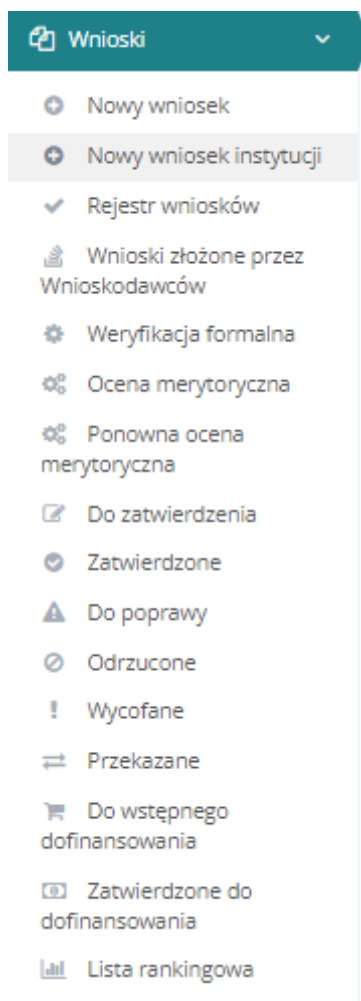 Wnioski
Nowy wniosek
Nowy wniosek instytucji
Rejestr wniosków
Wnioski złożone przez
Wnioskodawców
Weryfikacja formalna
Ocena merytoryczna
Ponowna ocena
merytoryczna
Do zatwierdzenia
Zatwierdzone
Do poprawy
Odrzucone
Wycofane
Przekazane
Do wstępnego
dofinansowania
Zatwierdzone do
dofinansowania
Lista rankingowa